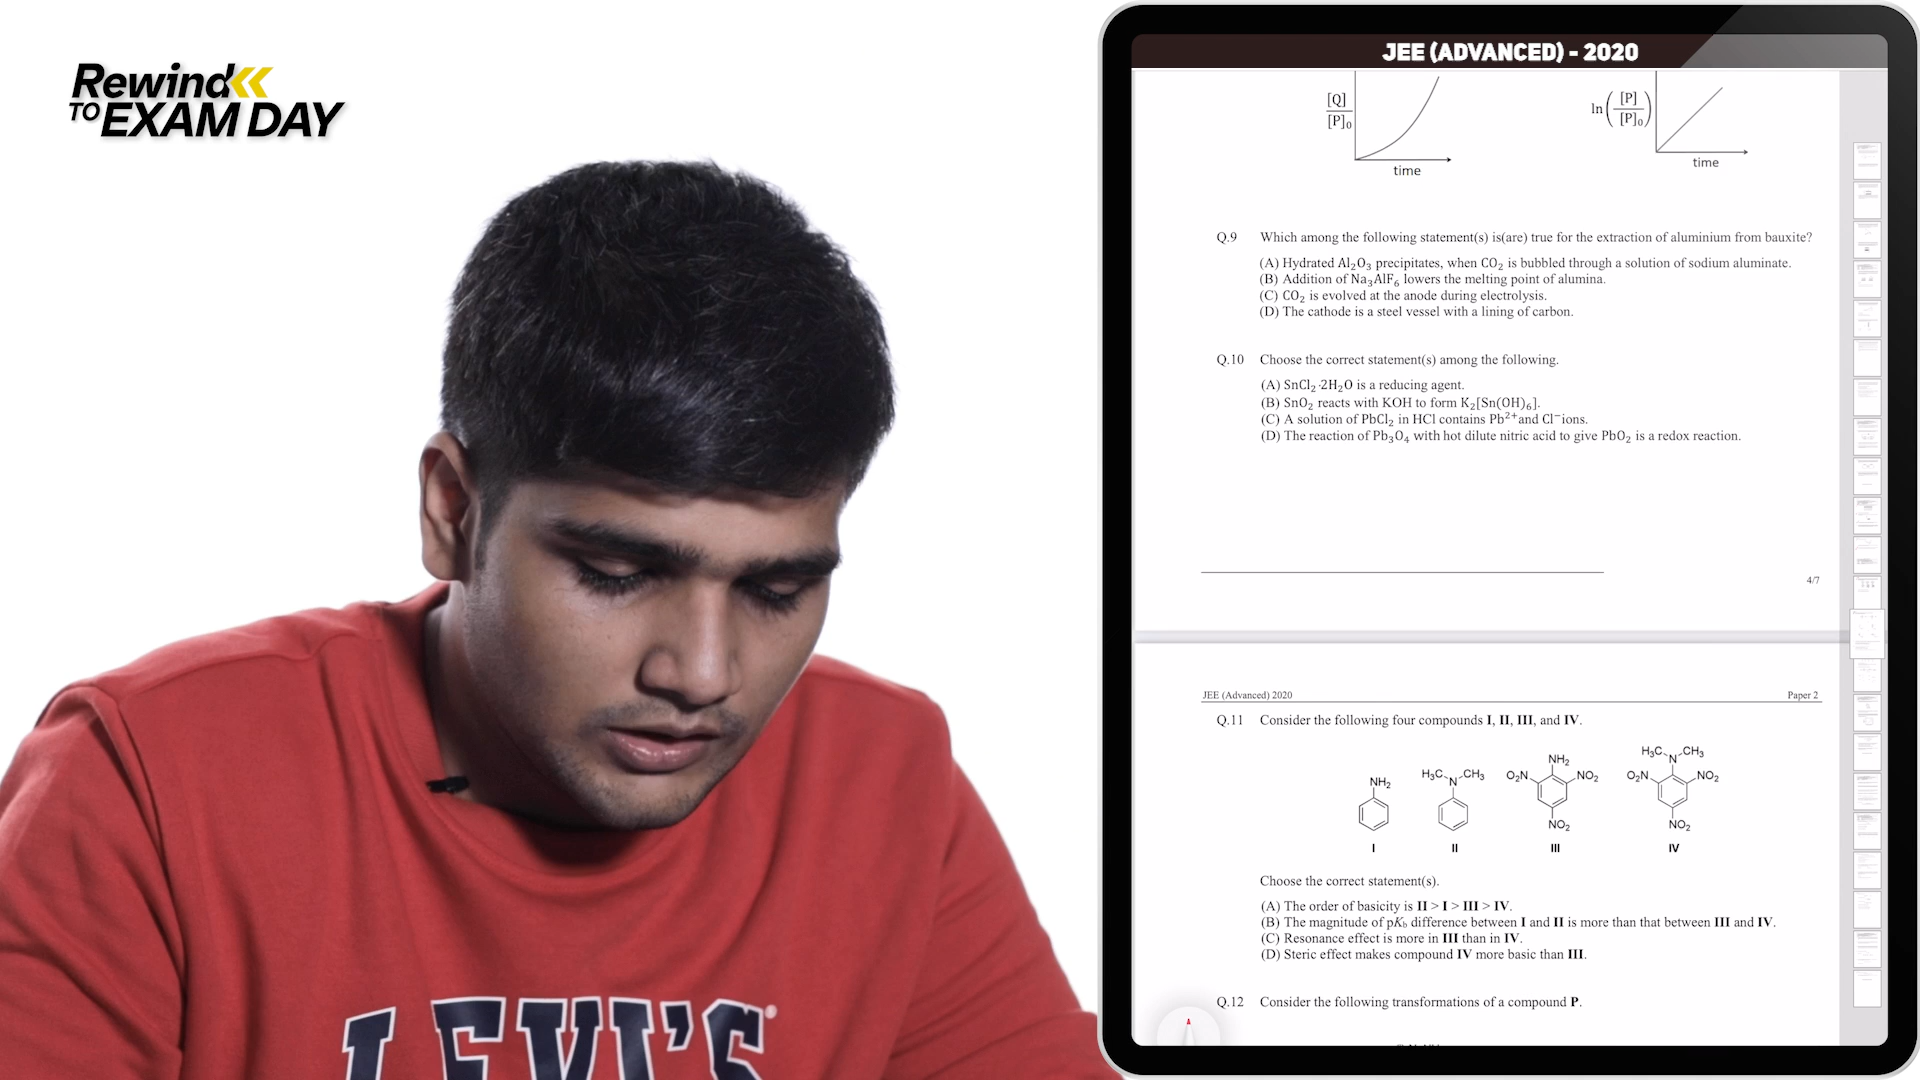 Rewind
TO EXAM DAY
JEE (ADVANCED) - 2020
[Q]
[P]₀
time
ln ( [P]
[P]₀ )
time
Q.9 Which among the following statement(s) is(are) true for the extraction of aluminium from bauxite?
(A) Hydrated Al₂O₃ precipitates, when CO₂ is bubbled through a solution of sodium aluminate.
(B) Addition of Na₃AlF₆ lowers the melting point of alumina.
(C) CO₂ is evolved at the anode during electrolysis.
(D) The cathode is a steel vessel with a lining of carbon.
Q.10 Choose the correct statement(s) among the following.
(A) SnCl₂·2H₂O is a reducing agent.
(B) SnO₂ reacts with KOH to form K₂[Sn(OH)₆].
(C) A solution of PbCl₂ in HCl contains Pb²⁺and Cl⁻ions.
(D) The reaction of Pb₃O₄ with hot dilute nitric acid to give PbO₂ is a redox reaction.
4/7
JEE (Advanced) 2020 Paper 2
Q.11 Consider the following four compounds I, II, III, and IV.
NH₂
I
H₃C N CH₃
II
NH₂
O₂N NO₂
NO₂
III
H₃C N CH₃
O₂N NO₂
NO₂
IV
Choose the correct statement(s).
(A) The order of basicity is II > I > III > IV.
(B) The magnitude of pK_b difference between I and II is more than that between III and IV.
(C) Resonance effect is more in III than in IV.
(D) Steric effect makes compound IV more basic than III.
Q.12 Consider the following transformations of a compound P.
LEVI'S®